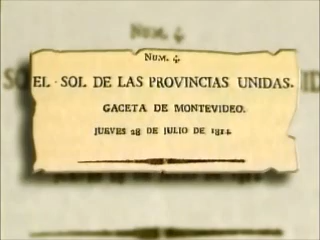 Num. 4.
EL · SOL DE LAS PROVINCIAS UNIDAS.
GACETA DE MONTEVIDEO.
JUEVES 28 DE JULIO DE 1814.